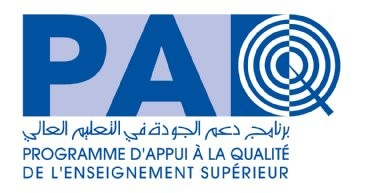 PAQ
برنامج دعم الجودة في التعليم العالي
PROGRAMME D'APPUI À LA QUALITÉ
DE L'ENSEIGNEMENT SUPÉRIEUR